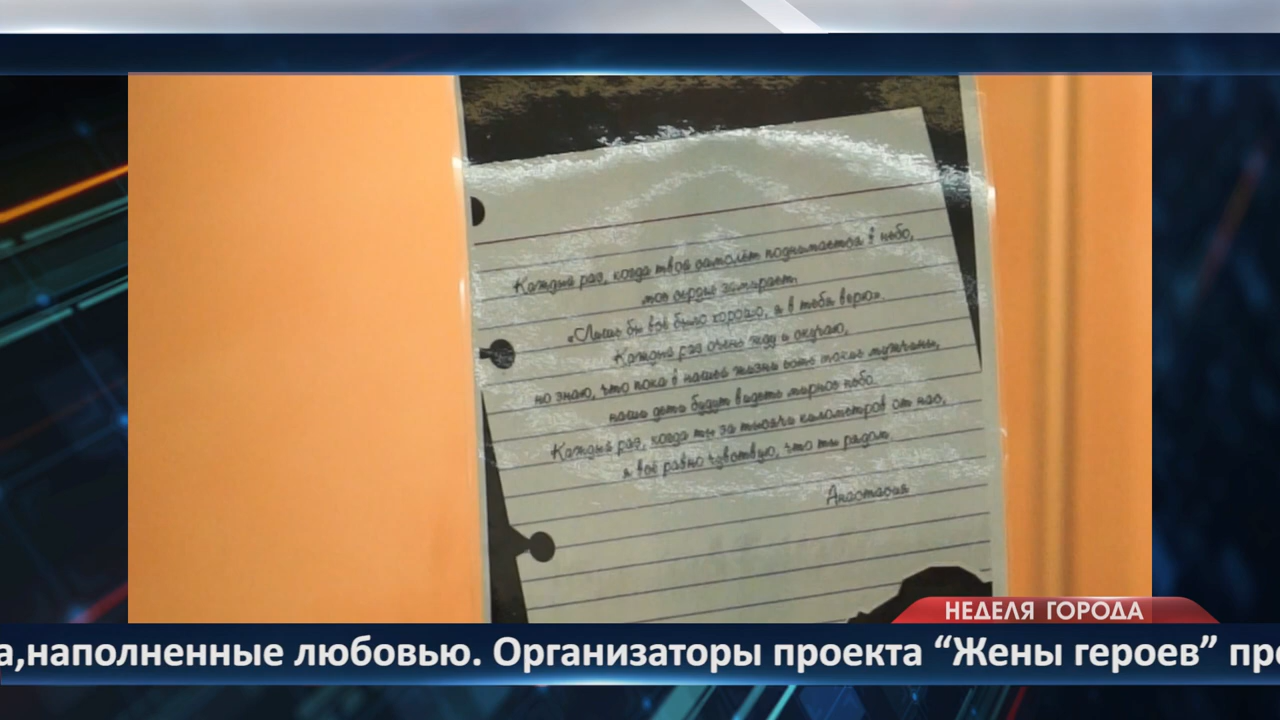 Каждый раз, когда твой самолёт поднимается в небо,
моё сердце замирает.
«Лишь бы всё было хорошо, я в тебя верю».
Каждый раз очень жду и скучаю,
но знаю, что пока в нашей жизни есть такие мужчины,
наши дети будут видеть мирное небо.
Каждый раз, когда ты за тысячи километров от нас,
я всё равно чувствую, что ты рядом.
Анастасия
НЕДЕЛЯ ГОРОДА
а,наполненные любовью. Организаторы проекта “Жены героев” пр